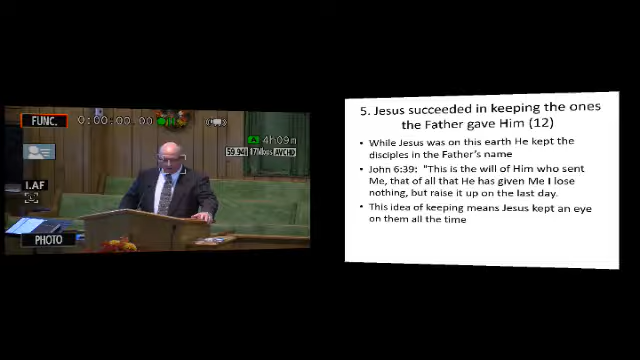 FUNC.
0:00:00.00
4h09m
59.94i 17Mbps AVCHD
I.AF
PHOTO
5. Jesus succeeded in keeping the ones
the Father gave Him (12)
• While Jesus was on this earth He kept the
disciples in the Father's name
• John 6:39: "This is the will of Him who sent
Me, that of all that He has given Me I lose
nothing, but raise it up on the last day.
• This idea of keeping means Jesus kept an eye
on them all the time